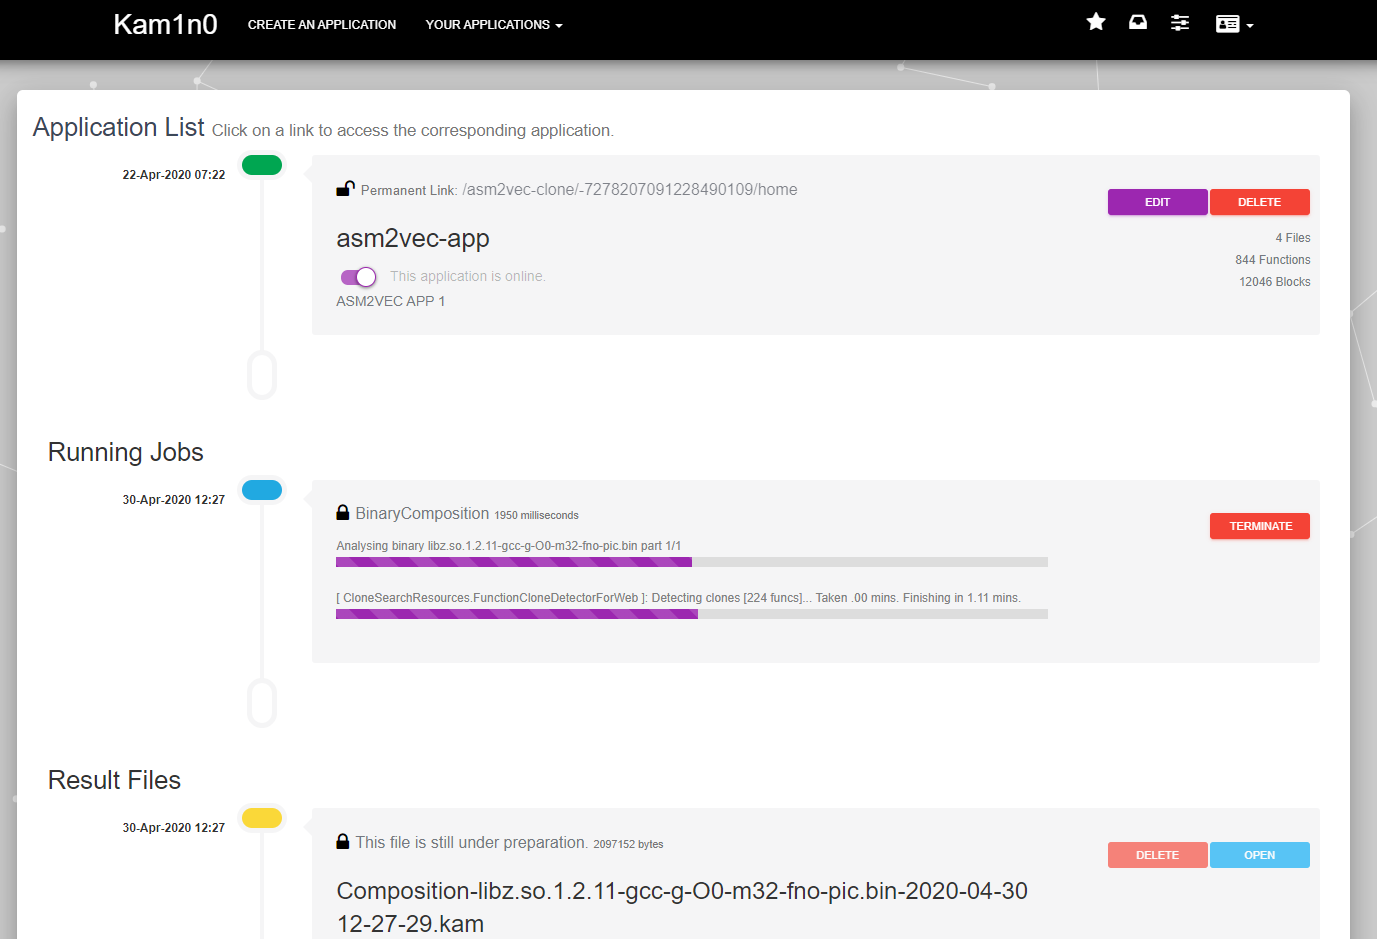 Kam1n0 CREATE AN APPLICATION YOUR APPLICATIONS
Application List Click on a link to access the corresponding application.
22-Apr-2020 07:22
Permanent Link: /asm2vec-clone/-7278207091228490109/home
EDIT DELETE
asm2vec-app
4 Files
844 Functions
12046 Blocks
This application is online.
ASM2VEC APP 1
Running Jobs
30-Apr-2020 12:27
BinaryComposition 1950 milliseconds
TERMINATE
Analysing binary libz.so.1.2.11-gcc-g-O0-m32-fno-pic.bin part 1/1
[ CloneSearchResources.FunctionCloneDetectorForWeb ]: Detecting clones [224 funcs]... Taken .00 mins. Finishing in 1.11 mins.
Result Files
30-Apr-2020 12:27
This file is still under preparation. 2097152 bytes
DELETE OPEN
Composition-libz.so.1.2.11-gcc-g-O0-m32-fno-pic.bin-2020-04-30
12-27-29.kam